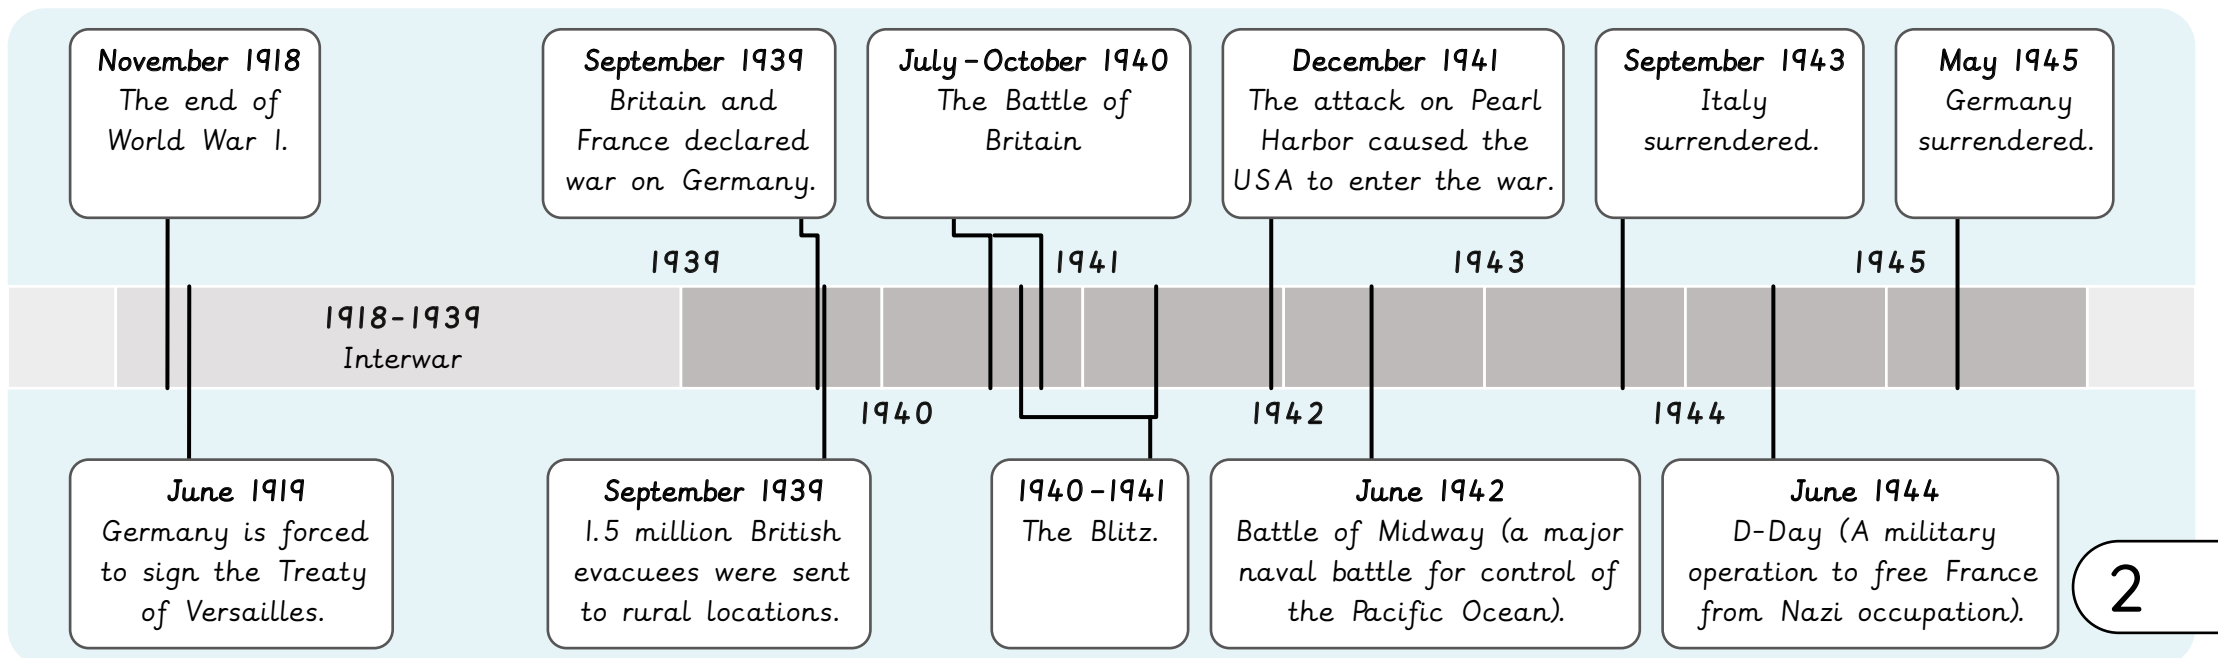 November 1918
The end of
World War 1.
September 1939
Britain and
France declared
war on Germany.
July-October 1940
The Battle of
Britain
December 1941
The attack on Pearl
Harbor caused the
USA to enter the war.
September 1943
Italy
surrendered.
May 1945
Germany
surrendered.
1939
1941
1943
1945
1918-1939
Interwar
1940
1942
1944
June 1919
Germany is forced
to sign the Treaty
of Versailles.
September 1939
1.5 million British
evacuees were sent
to rural locations.
1940-1941
The Blitz.
June 1942
Battle of Midway (a major
naval battle for control of
the Pacific Ocean).
June 1944
D-Day (A military
operation to free France
from Nazi occupation).
2